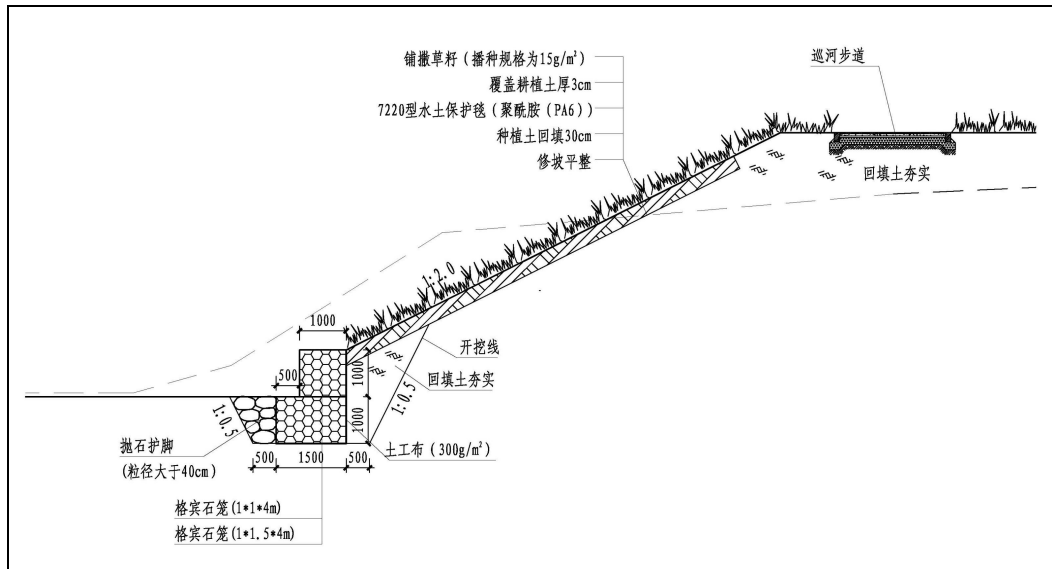 铺撒草籽（播种规格为15g/m²）
覆盖耕植土厚3cm
7220型水土保护毯（聚酰胺（PA6））
种植土回填30cm
修坡平整
巡河步道
回填土夯实
1:2.0
1000
500
1000
开挖线
回填土夯实
1:0.5
1:0.5
1000
抛石护脚
(粒径大于40cm)
土工布（300g/m²）
500
1500
500
格宾石笼(1*1*4m)
格宾石笼(1*1.5*4m)